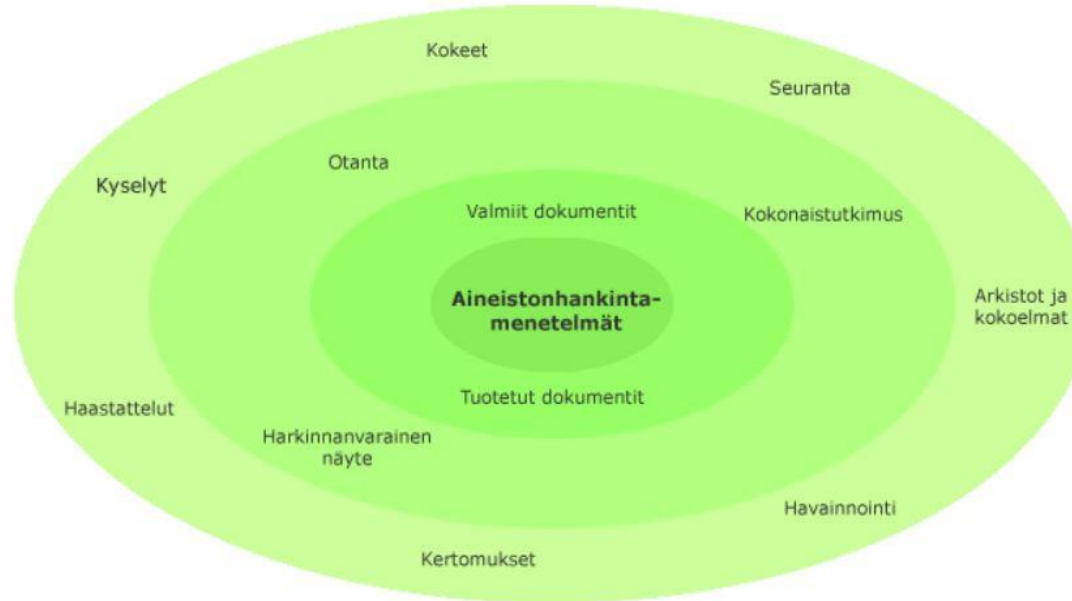 Kokeet
Seuranta
Otanta
Kyselyt
Valmiit dokumentit
Kokonaistutkimus
Aineistonhankinta-
menetelmät
Arkistot ja
kokoelmat
Tuotetut dokumentit
Haastattelut
Harkinnanvarainen
näyte
Havainnointi
Kertomukset